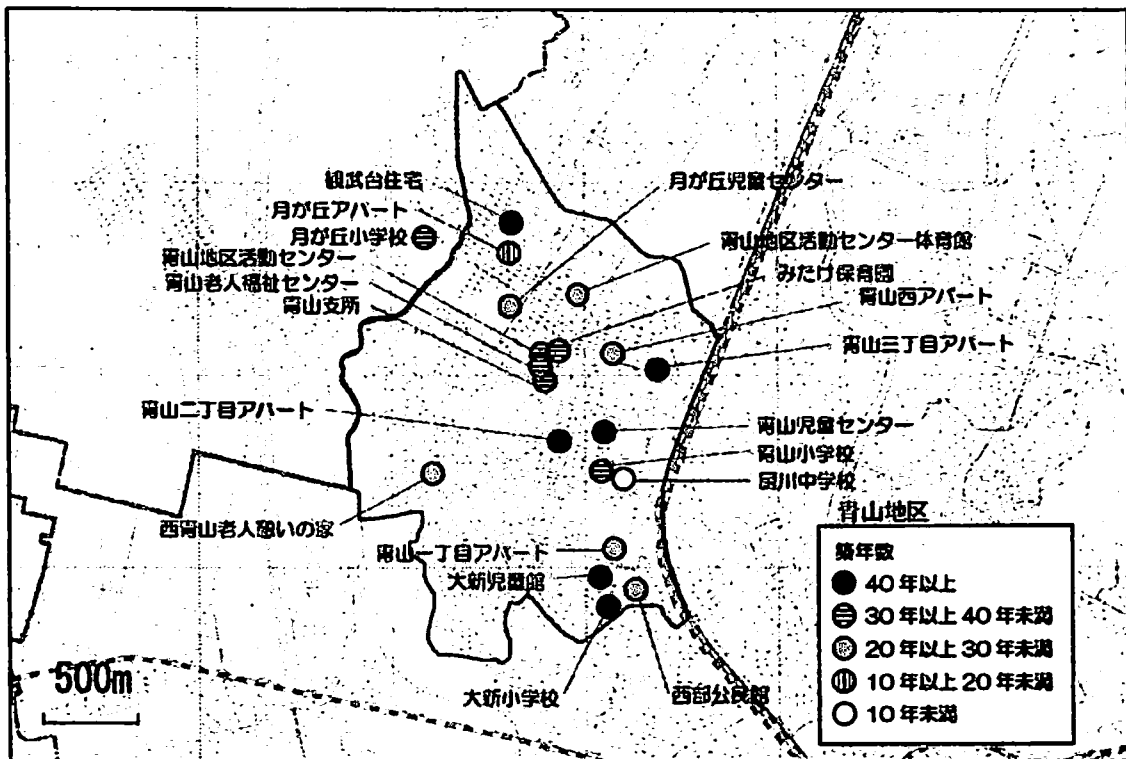 観武台住宅
月が丘児童センター
月が丘アパート
月が丘小学校
青山地区活動センター体育館
青山地区活動センター
みたけ保育園
青山老人福祉センター
青山西アパート
青山支所
青山三丁目アパート
青山二丁目アパート
青山児童センター
青山小学校
厨川中学校
西青山老人憩いの家
青山地区
青山一丁目アパート
大新児童館
築年数
40年以上
30年以上40年未満
20年以上30年未満
10年以上20年未満
10年未満
500m
大新小学校
西部公民館